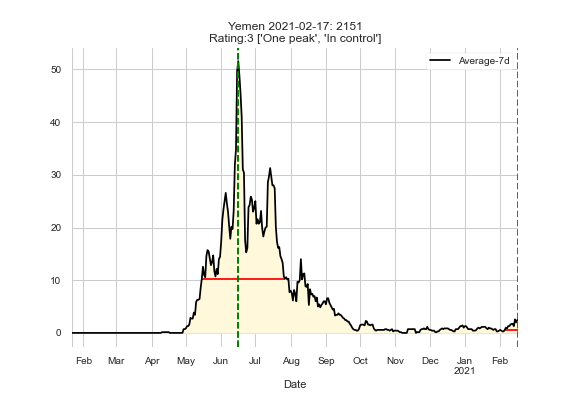 Yemen 2021-02-17: 2151
Rating:3 ['One peak', 'In control']
Average-7d
50
40
30
20
10
0
Feb Mar Apr May Jun Jul Aug Sep Oct Nov Dec Jan Feb
2021
Date